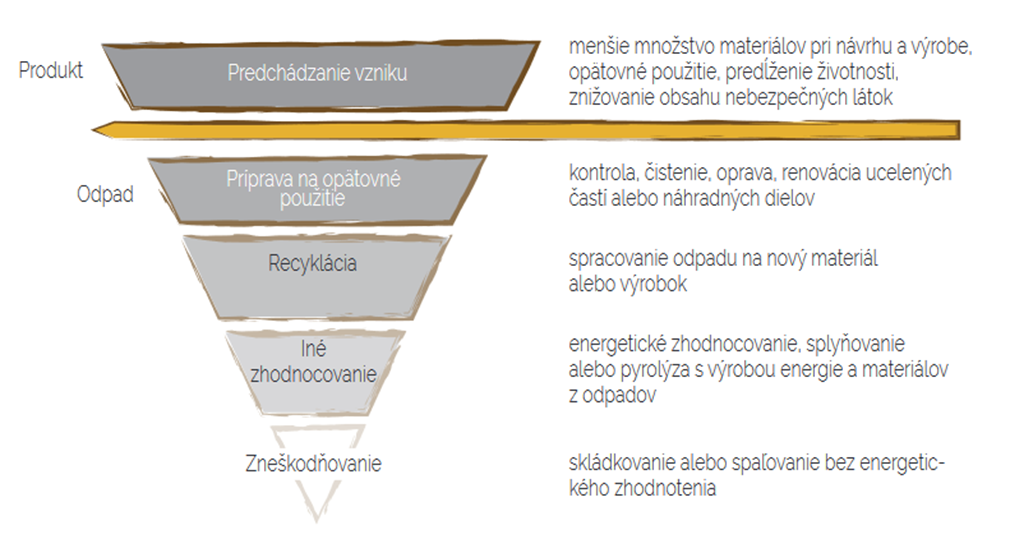 Produkt
Predchádzanie vzniku
menšie množstvo materiálov pri návrhu a výrobe,
opätovné použitie, predĺženie životnosti,
znižovanie obsahu nebezpečných látok
Odpad
Príprava na opätovné
použitie
kontrola, čistenie, oprava, renovácia ucelených
častí alebo náhradných dielov
Recyklácia
spracovanie odpadu na nový materiál
alebo výrobok
Iné
zhodnocovanie
energetické zhodnocovanie, splyňovanie
alebo pyrolýza s výrobou energie a materiálov
z odpadov
Zneškodňovanie
skládkovanie alebo spaľovanie bez energetic-
kého zhodnotenia